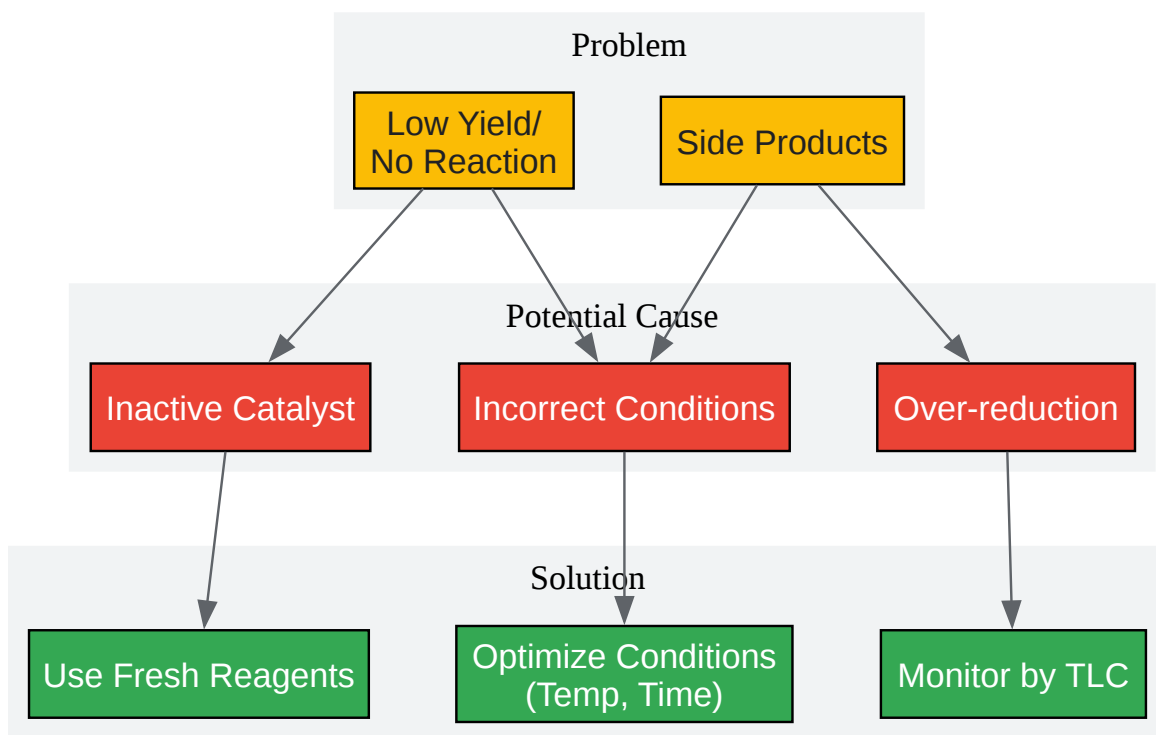 Problem
Low Yield/
No Reaction
Side Products
Potential Cause
Inactive Catalyst
Incorrect Conditions
Over-reduction
Solution
Use Fresh Reagents
Optimize Conditions
(Temp, Time)
Monitor by TLC